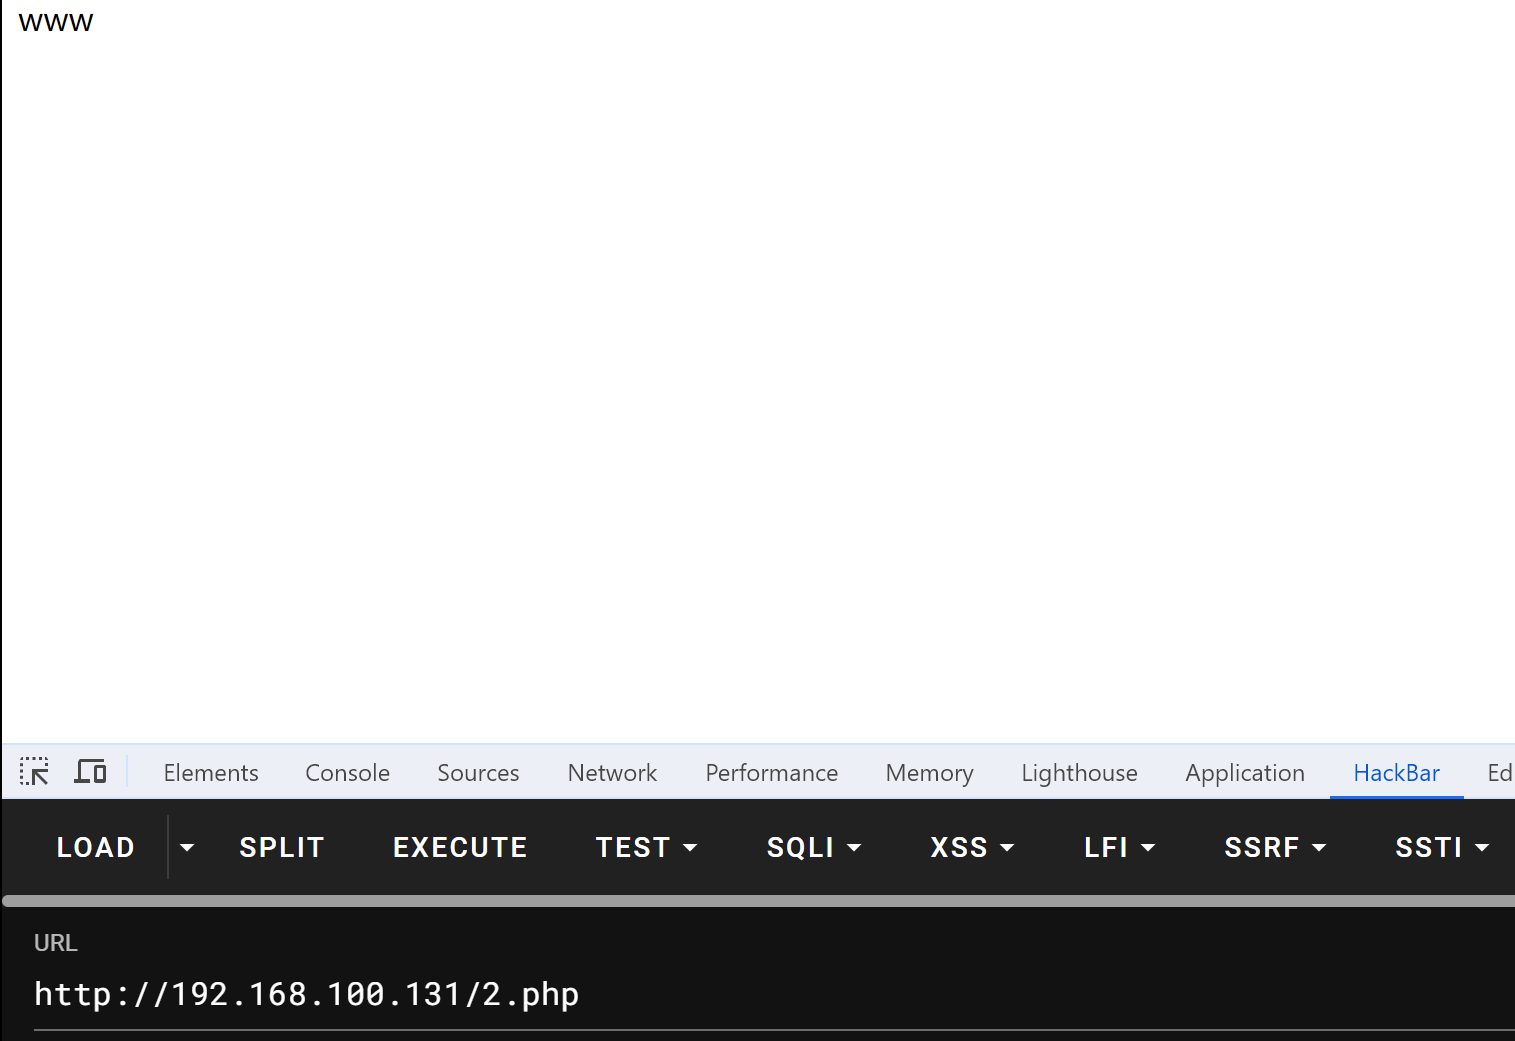 www
Elements Console Sources Network Performance Memory Lighthouse Application HackBar Ed
LOAD SPLIT EXECUTE TEST SQLI XSS LFI SSRF SSTI
URL
http://192.168.100.131/2.php